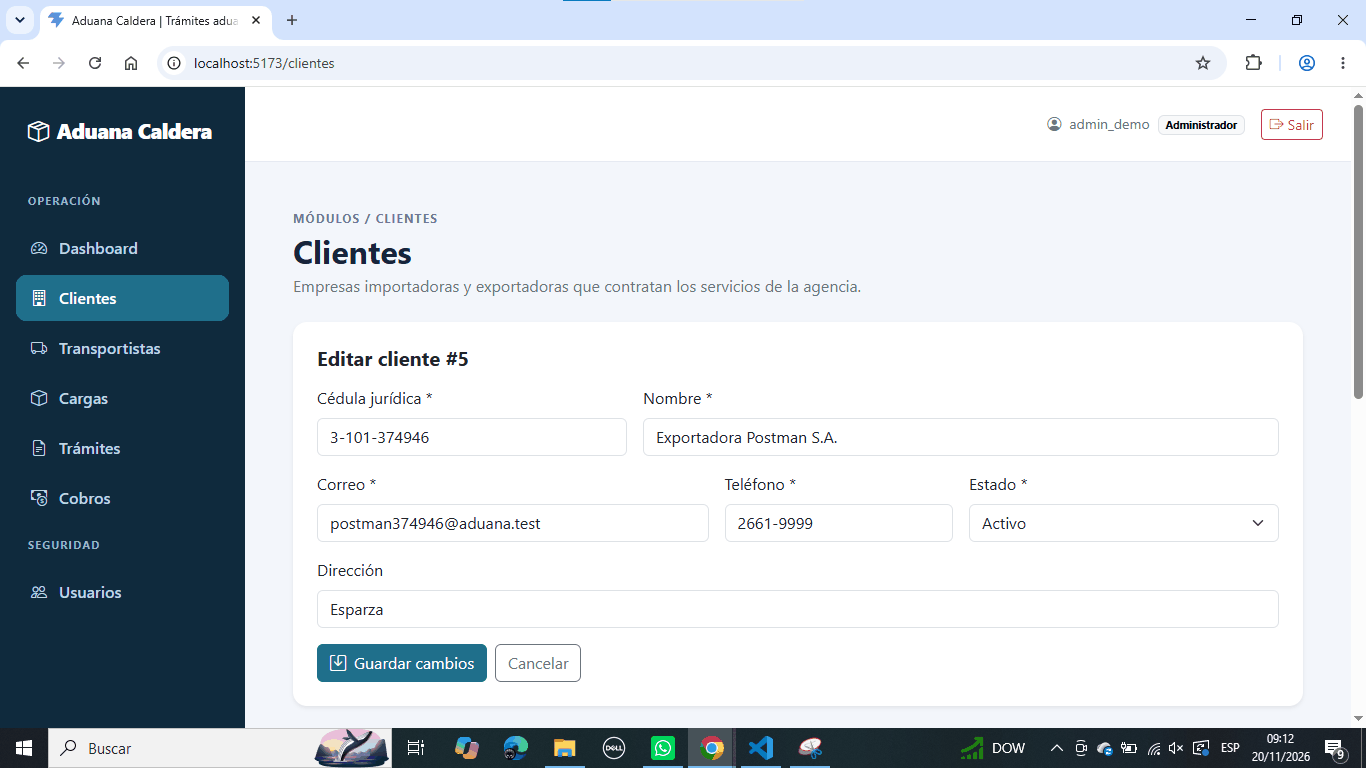 Aduana Caldera | Trámites adua
localhost:5173/clientes
Aduana Caldera
admin_demo
Administrador
Salir
OPERACIÓN
Dashboard
Clientes
Transportistas
Cargas
Trámites
Cobros
SEGURIDAD
Usuarios
MÓDULOS / CLIENTES
Clientes
Empresas importadoras y exportadoras que contratan los servicios de la agencia.
Editar cliente #5
Cédula jurídica * Nombre *
3-101-374946 Exportadora Postman S.A.
Correo * Teléfono * Estado *
postman374946@aduana.test 2661-9999 Activo
Dirección
Esparza
Guardar cambios Cancelar
Buscar
DELL
DOW
ESP
09:12
20/11/2026
9